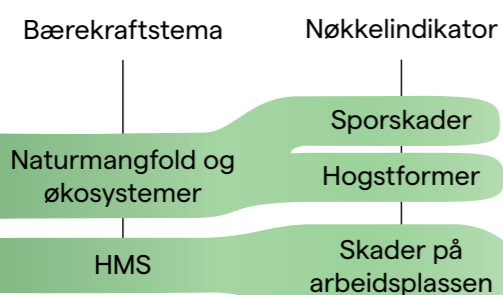 Bærekraftstema
Nøkkelindikator
Sporskader
Naturmangfold og
økosystemer
Hogstformer
HMS
Skader på
arbeidsplassen